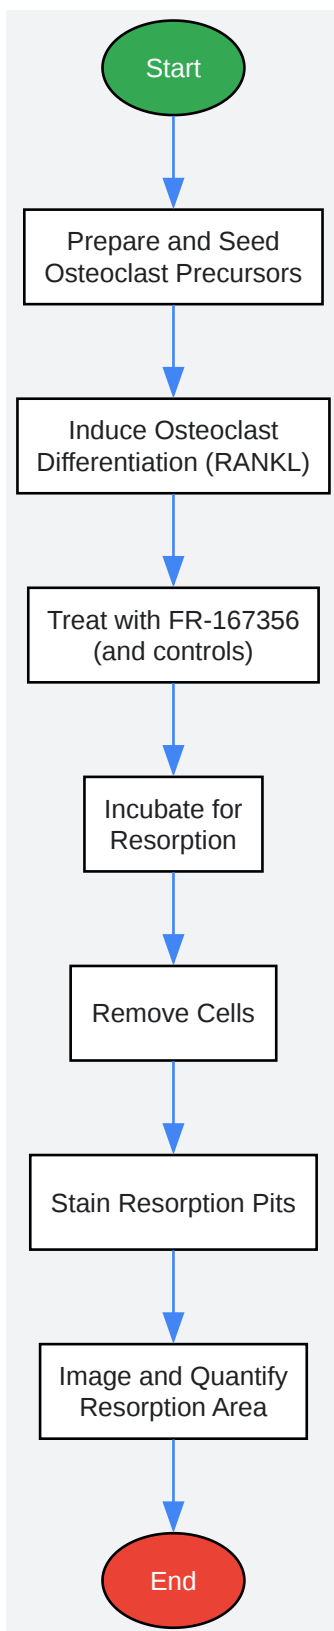 Start
Prepare and Seed
Osteoclast Precursors
Induce Osteoclast
Differentiation (RANKL)
Treat with FR-167356
(and controls)
Incubate for
Resorption
Remove Cells
Stain Resorption Pits
Image and Quantify
Resorption Area
End